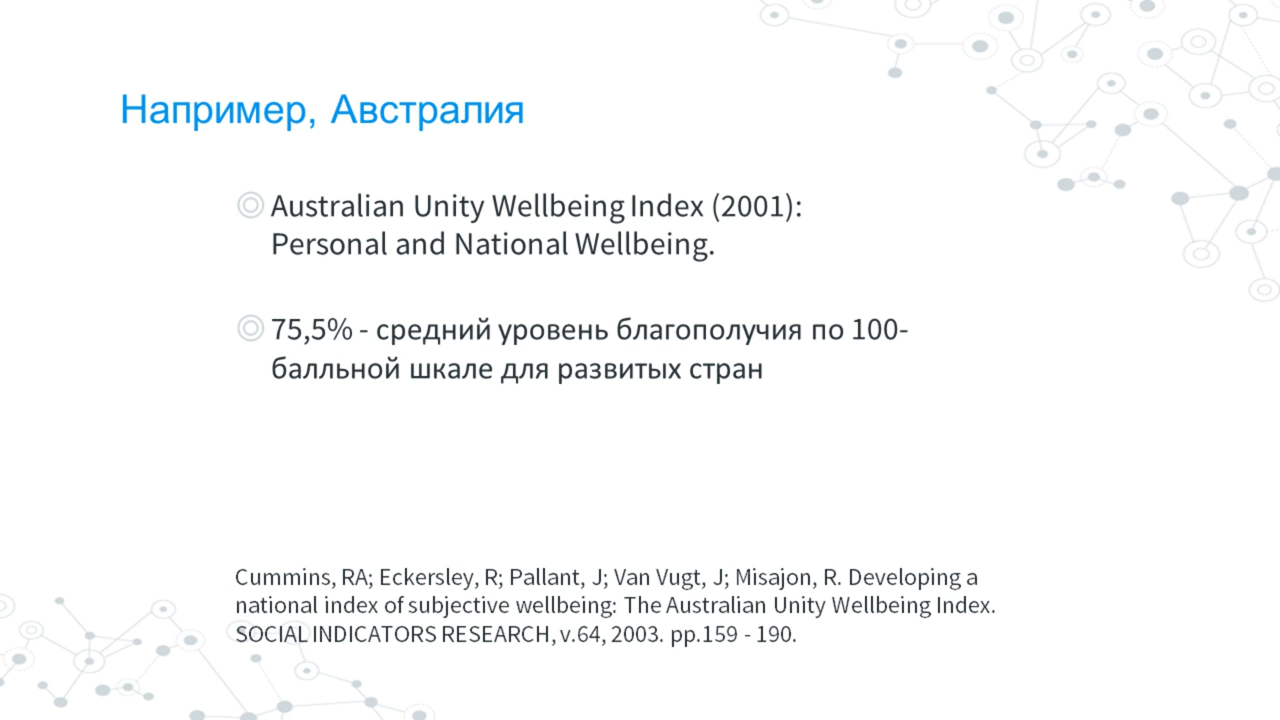 Например, Австралия
Australian Unity Wellbeing Index (2001):
Personal and National Wellbeing.
75,5% - средний уровень благополучия по 100-
балльной шкале для развитых стран
Cummins, RA; Eckersley, R; Pallant, J; Van Vugt, J; Misajon, R. Developing a
national index of subjective wellbeing: The Australian Unity Wellbeing Index.
SOCIAL INDICATORS RESEARCH, v.64, 2003. pp.159 - 190.